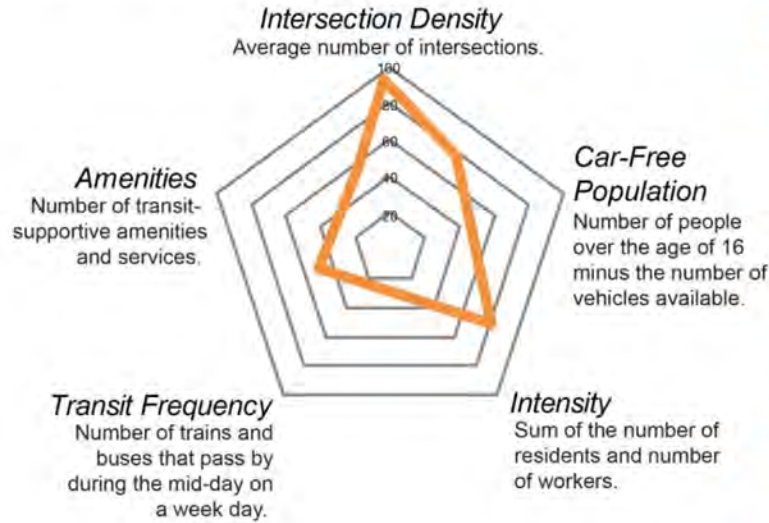 Intersection Density
Average number of intersections.
100
80
60
40
20
Amenities
Number of transit-
supportive amenities
and services.
Car-Free
Population
Number of people
over the age of 16
minus the number of
vehicles available.
Transit Frequency
Number of trains and
buses that pass by
during the mid-day on
a week day.
Intensity
Sum of the number of
residents and number
of workers.